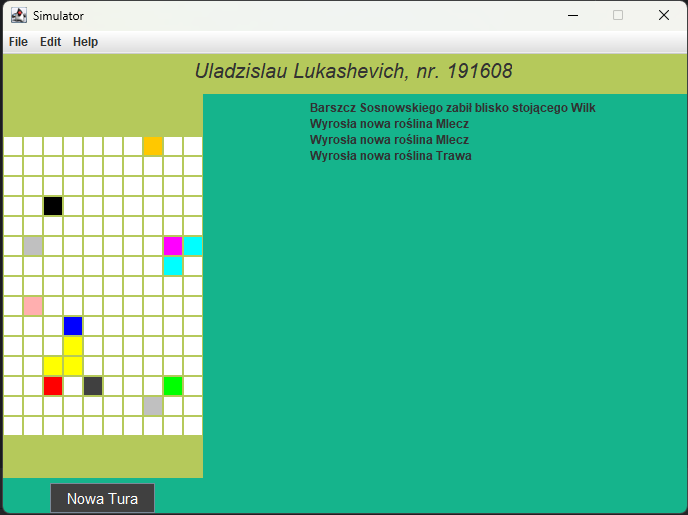 Simulator
File Edit Help
Uladzislau Lukashevich, nr. 191608
Barszcz Sosnowskiego zabił blisko stojącego Wilk
Wyrosła nowa roślina Mlecz
Wyrosła nowa roślina Mlecz
Wyrosła nowa roślina Trawa
Nowa Tura